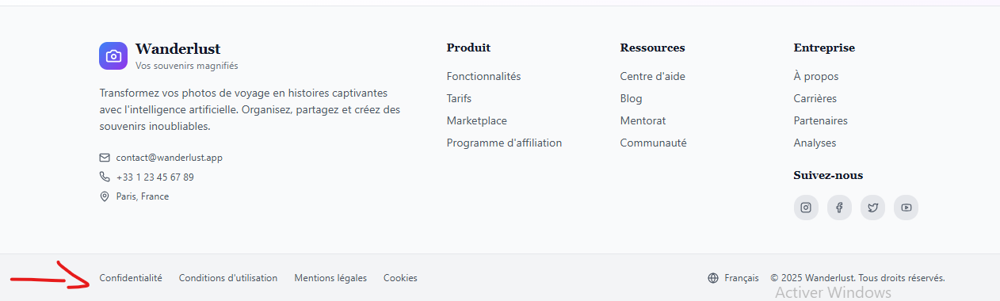 Wanderlust
Vos souvenirs magnifiés
Transformez vos photos de voyage en histoires captivantes
avec l'intelligence artificielle. Organisez, partagez et créez des
souvenirs inoubliables.
contact@wanderlust.app
+33 1 23 45 67 89
Paris, France
Produit
Fonctionnalités
Tarifs
Marketplace
Programme d'affiliation
Ressources
Centre d'aide
Blog
Mentorat
Communauté
Entreprise
À propos
Carrières
Partenaires
Analyses
Suivez-nous
Confidentialité Conditions d'utilisation Mentions légales Cookies
Français © 2025 Wanderlust. Tous droits réservés.
Activer Windows